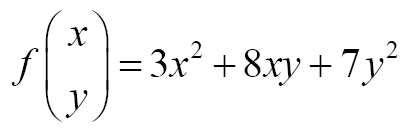 f(x y) = 3x² + 8xy + 7y²